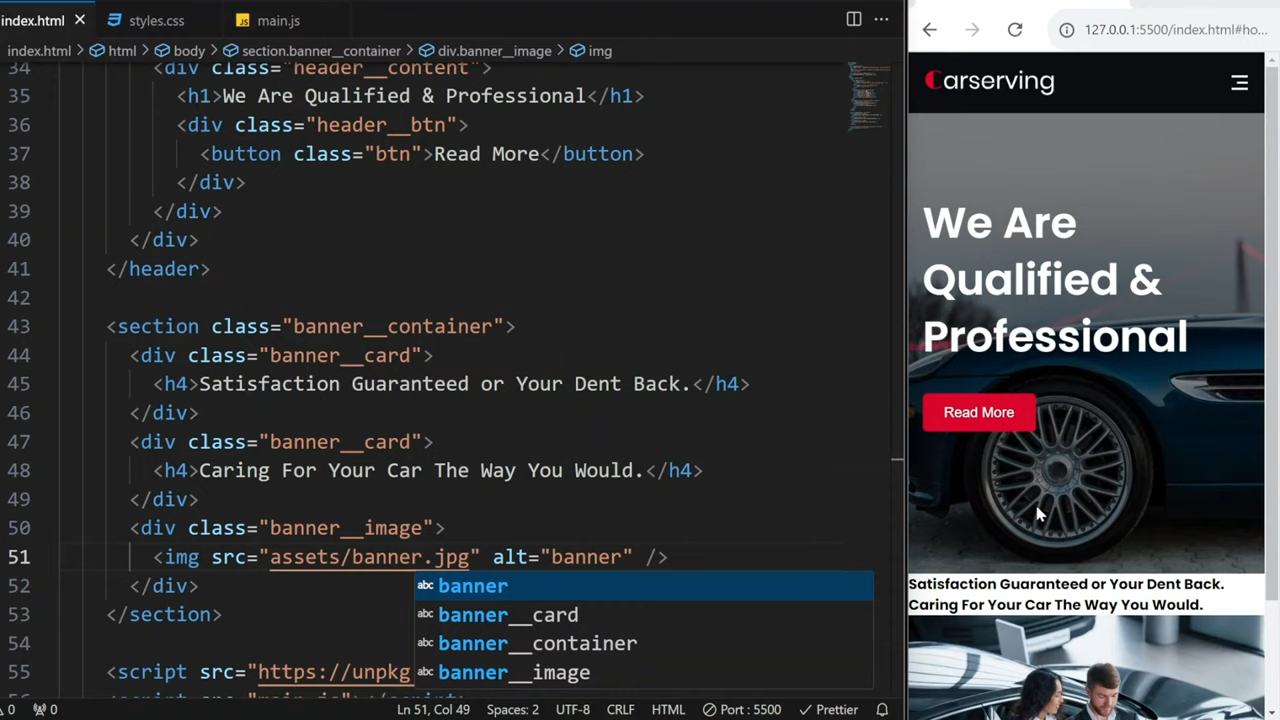 index.html
styles.css
JS main.js
index.html > html > body > section.banner__container > div.banner__image > img
34 <div class="header__content">
35 <h1>We Are Qualified & Professional</h1>
36 <div class="header__btn">
37 <button class="btn">Read More</button>
38 </div>
39 </div>
40 </div>
41 </header>
42
43 <section class="banner__container">
44 <div class="banner__card">
45 <h4>Satisfaction Guaranteed or Your Dent Back.</h4>
46 </div>
47 <div class="banner__card">
48 <h4>Caring For Your Car The Way You Would.</h4>
49 </div>
50 <div class="banner__image">
51 <img src="assets/banner.jpg" alt="banner" />
52 </div>
53 </section>
54
55 <script src="https://unpkg
abc banner
abc banner__card
abc banner__container
abc banner__image
0 0 Ln 51, Col 49 Spaces: 2 UTF-8 CRLF HTML Port : 5500 Prettier
127.0.0.1:5500/index.html#ho...
Carserving
We Are
Qualified &
Professional
Read More
Satisfaction Guaranteed or Your Dent Back.
Caring For Your Car The Way You Would.